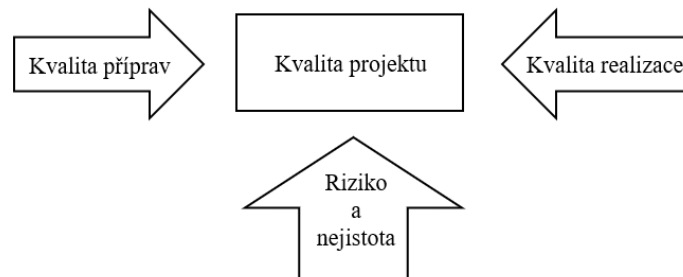 Kvalita příprav
Kvalita projektu
Kvalita realizace
Riziko
a
nejistota